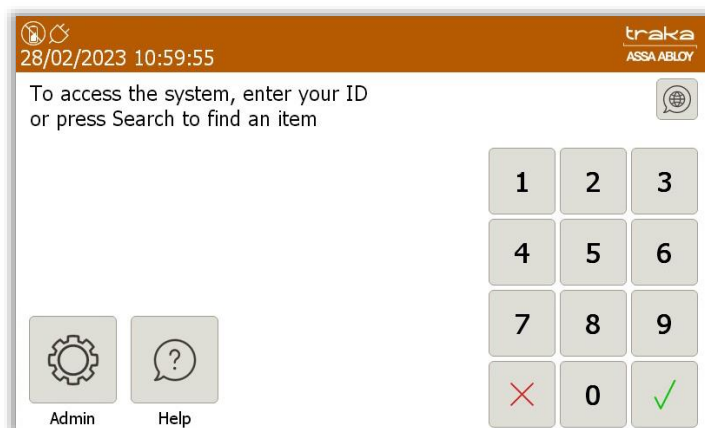 28/02/2023 10:59:55
traka
ASSA ABLOY
To access the system, enter your ID
or press Search to find an item
1 2 3
4 5 6
7 8 9
0
?
Admin Help